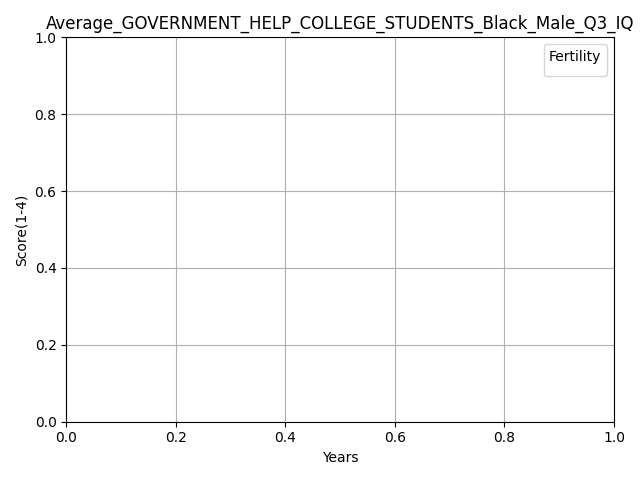 Average_GOVERNMENT_HELP_COLLEGE_STUDENTS_Black_Male_Q3_IQ
Fertility
Score(1-4)
1.0
0.8
0.6
0.4
0.2
0.0
0.0 0.2 0.4 0.6 0.8 1.0
Years